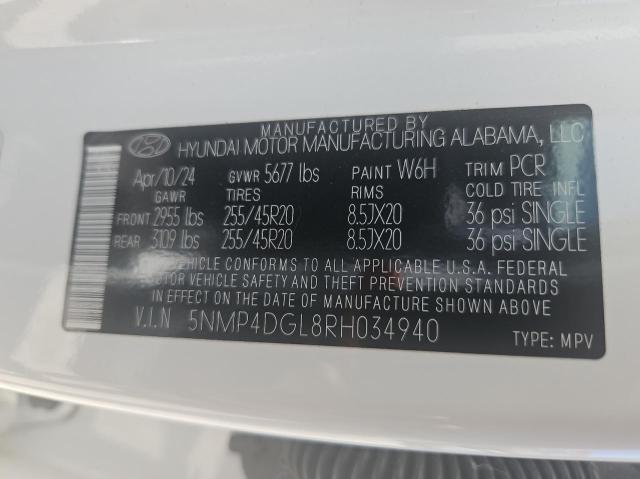 MANUFACTURED BY
HYUNDAI MOTOR MANUFACTURING ALABAMA, LLC
Apr/10/24 GVWR 5677 lbs PAINT W6H TRIM PCR
GAWR TIRES RIMS COLD TIRE INFL
FRONT 2955 lbs 255/45R20 8.5JX20 36 psi SINGLE
REAR 3109 lbs 255/45R20 8.5JX20 36 psi SINGLE
VEHICLE CONFORMS TO ALL APPLICABLE U.S.A. FEDERAL
MOTOR VEHICLE SAFETY AND THEFT PREVENTION STANDARDS
IN EFFECT ON THE DATE OF MANUFACTURE SHOWN ABOVE
V.I.N 5NMP4DGL8RH034940
TYPE: MPV